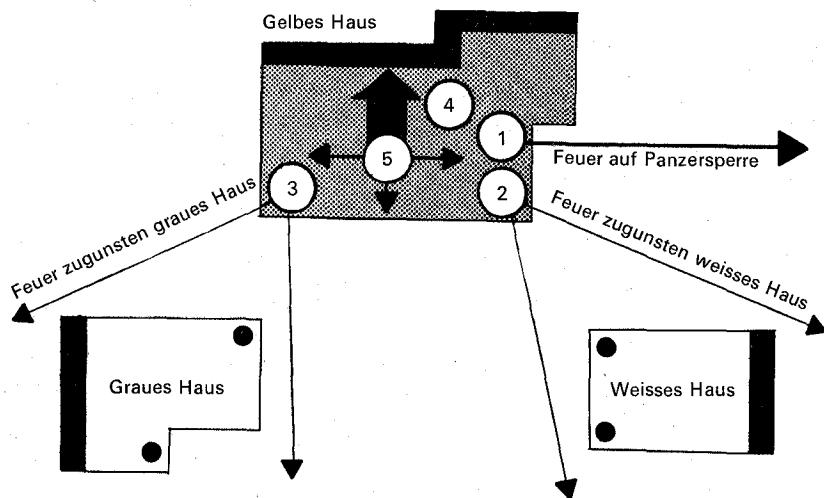 Gelbes Haus
4
1
Feuer auf Panzersperre
5
3
2
Feuer zugunsten graues Haus
Feuer zugunsten weisses Haus
Graues Haus
Weisses Haus